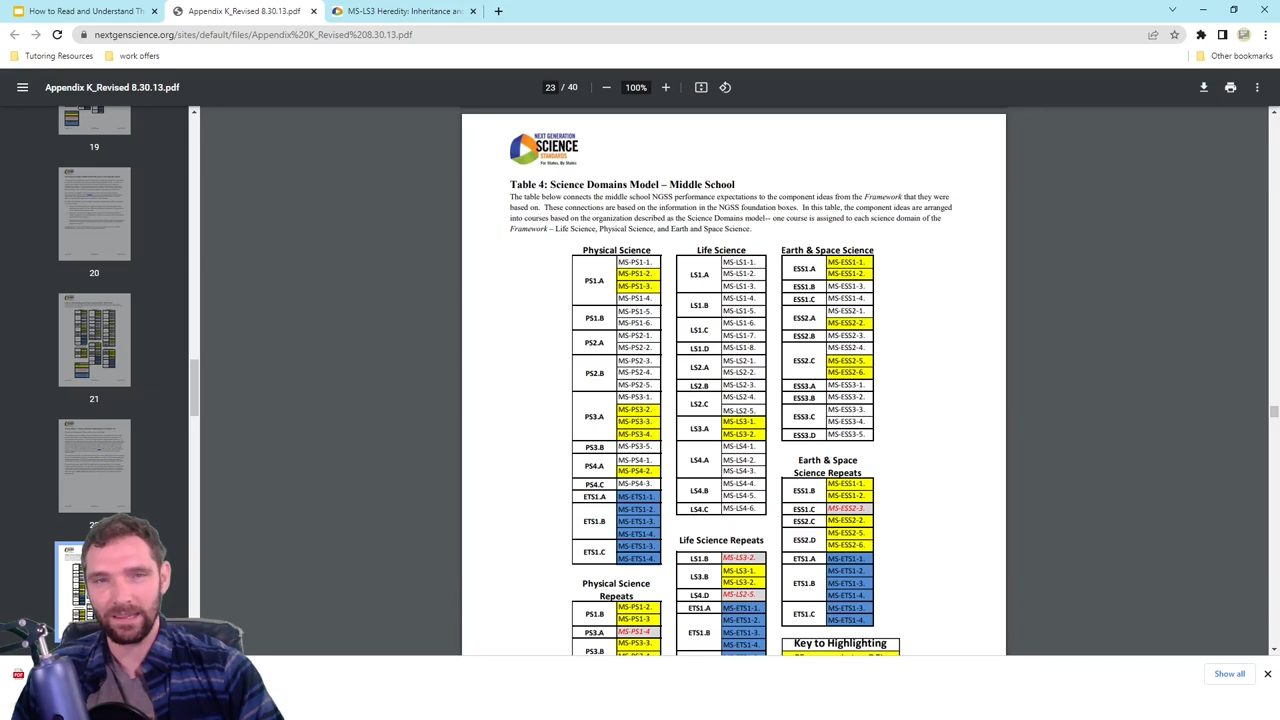 How to Read and Understand Th
Appendix K_Revised 8.30.13.pdf
MS-LS3 Heredity: Inheritance an
nextgenscience.org/sites/default/files/Appendix%20K_Revised%208.30.13.pdf
Tutoring Resources
work offers
Other bookmarks
Appendix K_Revised 8.30.13.pdf
23 / 40
100%
19
20
21
NEXT GENERATION
SCIENCE
STANDARDS
For States, By States
Table 4: Science Domains Model – Middle School
The table below connects the middle school NGSS performance expectations to the component ideas from the Framework that they were
based on. These connections are based on the information in the NGSS foundation boxes. In this table, the component ideas are arranged
into courses based on the organization described as the Science Domains model-- one course is assigned to each science domain of the
Framework – Life Science, Physical Science, and Earth and Space Science.
Physical Science
PS1.A
MS-PS1-1.
MS-PS1-2.
MS-PS1-3.
MS-PS1-4.
PS1.B
MS-PS1-5.
MS-PS1-6.
PS2.A
MS-PS2-1.
MS-PS2-2.
PS2.B
MS-PS2-3.
MS-PS2-4.
MS-PS2-5.
PS3.A
MS-PS3-1.
MS-PS3-2.
MS-PS3-3.
MS-PS3-4.
PS3.B
MS-PS3-5.
PS4.A
MS-PS4-1.
MS-PS4-2.
PS4.C
MS-PS4-3.
ETS1.A
MS-ETS1-1.
ETS1.B
MS-ETS1-2.
MS-ETS1-3.
MS-ETS1-4.
ETS1.C
MS-ETS1-3.
MS-ETS1-4.
Physical Science
Repeats
PS1.B
MS-PS1-2.
MS-PS1-3
PS3.A
MS-PS1-4
PS3.B
MS-PS3-3.
Life Science
LS1.A
MS-LS1-1.
MS-LS1-2.
MS-LS1-3.
LS1.B
MS-LS1-4.
MS-LS1-5.
LS1.C
MS-LS1-6.
MS-LS1-7.
LS1.D
MS-LS1-8.
LS2.A
MS-LS2-1.
MS-LS2-2.
LS2.B
MS-LS2-3.
LS2.C
MS-LS2-4.
MS-LS2-5.
LS3.A
MS-LS3-1.
MS-LS3-2.
LS4.A
MS-LS4-1.
MS-LS4-2.
MS-LS4-3.
LS4.B
MS-LS4-4.
MS-LS4-5.
LS4.C
MS-LS4-6.
Life Science Repeats
LS1.B
MS-LS3-2.
LS3.B
MS-LS3-1.
MS-LS3-2.
LS4.D
MS-LS2-5.
ETS1.A
MS-ETS1-1.
ETS1.B
MS-ETS1-2.
MS-ETS1-3.
MS-ETS1-4.
Earth & Space Science
ESS1.A
MS-ESS1-1.
MS-ESS1-2.
ESS1.B
MS-ESS1-3.
ESS1.C
MS-ESS1-4.
ESS2.A
MS-ESS2-1.
MS-ESS2-2.
ESS2.B
MS-ESS2-3.
ESS2.C
MS-ESS2-4.
MS-ESS2-5.
MS-ESS2-6.
ESS3.A
MS-ESS3-1.
ESS3.B
MS-ESS3-2.
ESS3.C
MS-ESS3-3.
MS-ESS3-4.
ESS3.D
MS-ESS3-5.
Earth & Space
Science Repeats
ESS1.B
MS-ESS1-1.
MS-ESS1-2.
ESS1.C
MS-ESS2-3.
ESS2.C
MS-ESS2-2.
ESS2.D
MS-ESS2-5.
MS-ESS2-6.
ETS1.A
MS-ETS1-1.
ETS1.B
MS-ETS1-2.
MS-ETS1-3.
MS-ETS1-4.
ETS1.C
MS-ETS1-3.
MS-ETS1-4.
Key to Highlighting
Show all